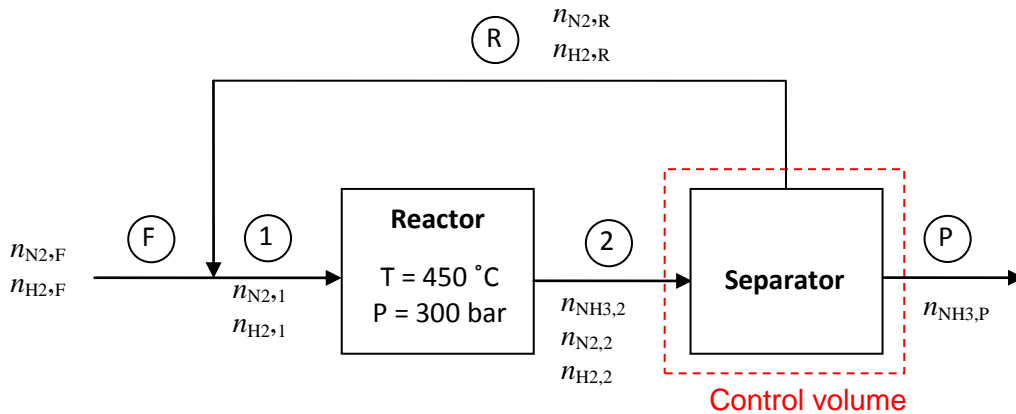 R
n_N2,R
n_H2,R
F
1
2
P
n_N2,F
n_H2,F
n_N2,1
n_H2,1
Reactor
T = 450 ˚C
P = 300 bar
n_NH3,2
n_N2,2
n_H2,2
Separator
n_NH3,P
Control volume